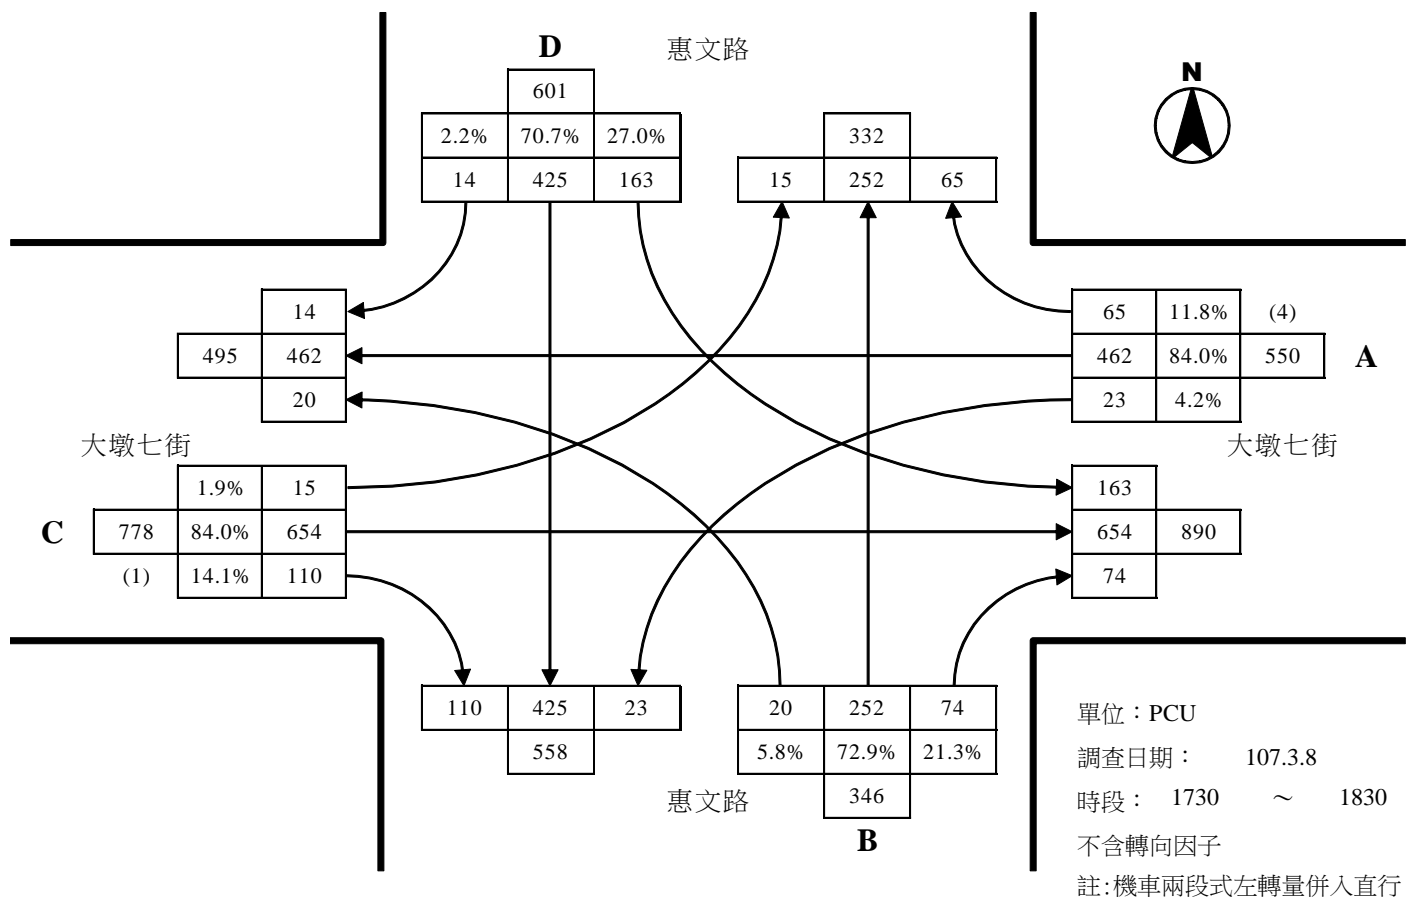 D
惠文路
N
601
2.2% 70.7% 27.0%
14 425 163
332
15 252 65
14
495 462
20
65 11.8% (4)
462 84.0% 550
23 4.2%
A
大墩七街
大墩七街
C
1.9% 15
778 84.0% 654
(1) 14.1% 110
163
654 890
74
110 425 23
558
20 252 74
5.8% 72.9% 21.3%
346
惠文路
B
單位：PCU
調查日期： 107.3.8
時段： 1730 ～ 1830
不含轉向因子
註:機車兩段式左轉量併入直行